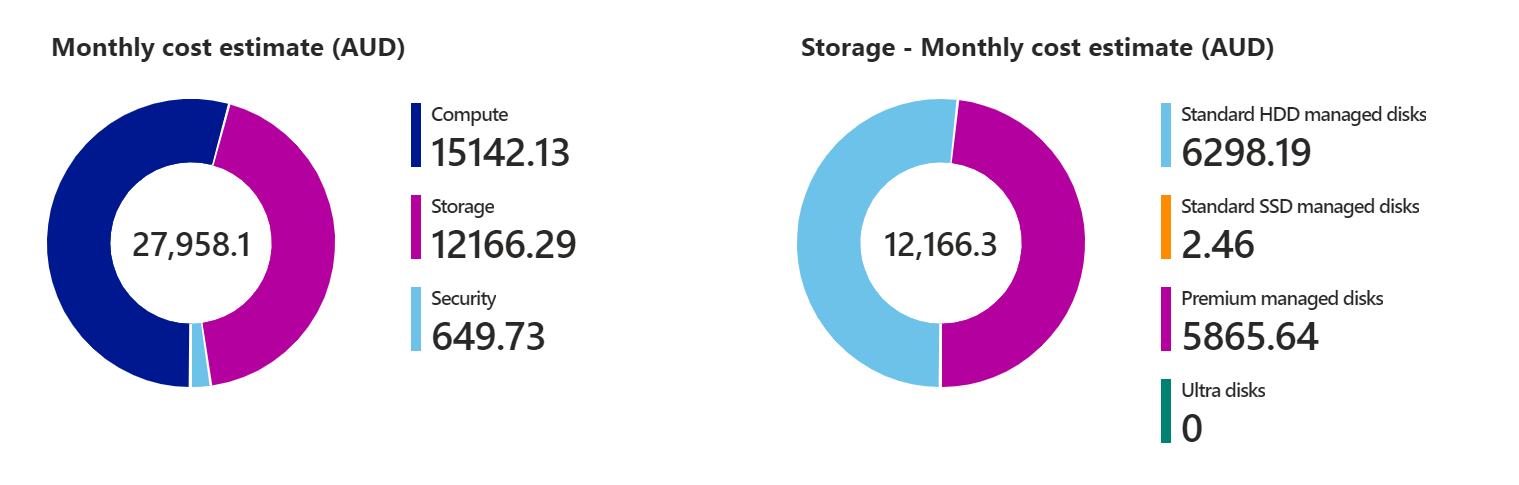 Monthly cost estimate (AUD)
27,958.1
Compute
15142.13
Storage
12166.29
Security
649.73
Storage - Monthly cost estimate (AUD)
12,166.3
Standard HDD managed disks
6298.19
Standard SSD managed disks
2.46
Premium managed disks
5865.64
Ultra disks
0